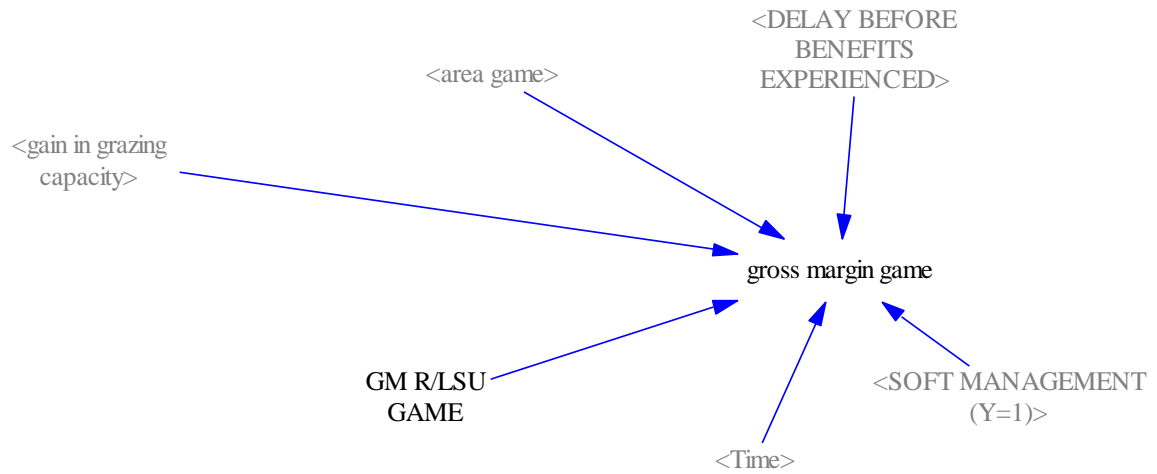 <DELAY BEFORE
BENEFITS
EXPERIENCED>
<area game>
<gain in grazing
capacity>
gross margin game
GM R/LSU
GAME
<SOFT MANAGEMENT
(Y=1)>
<Time>